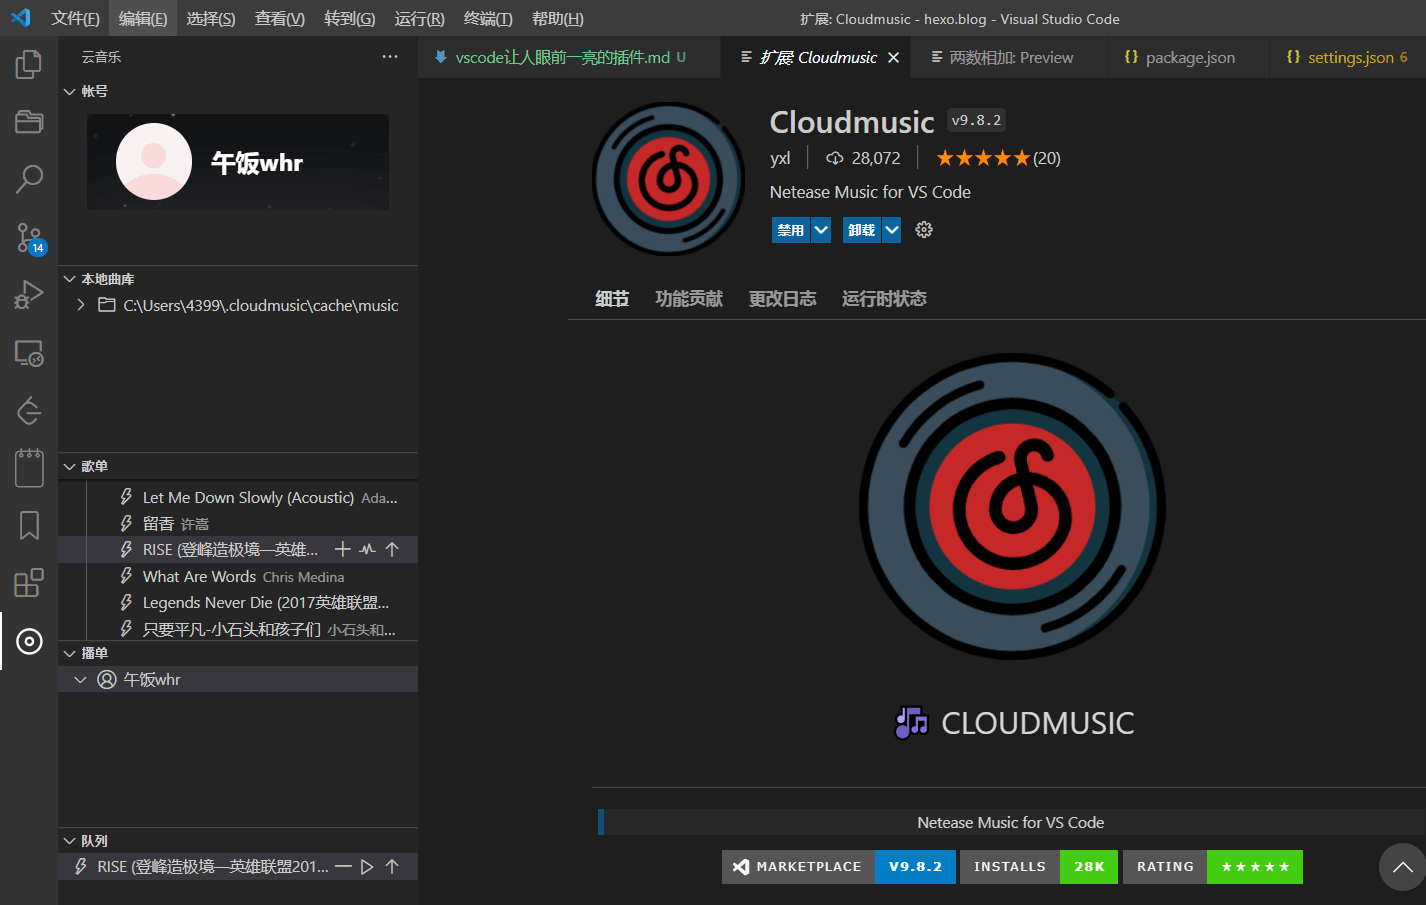 文件(F) 编辑(E) 选择(S) 查看(V) 转到(G) 运行(R) 终端(T) 帮助(H) 扩展: Cloudmusic - hexo.blog - Visual Studio Code
云音乐 ···
帐号
午饭whr
14
本地曲库
C:\Users\4399\.cloudmusic\cache\music
歌单
Let Me Down Slowly (Acoustic) Ada...
留香 许嵩
RISE (登峰造极境—英雄...
What Are Words Chris Medina
Legends Never Die (2017英雄联盟...
只要平凡-小石头和孩子们 小石头和...
播单
午饭whr
队列
RISE (登峰造极境—英雄联盟201...
vscode让人眼前一亮的插件.md U 扩展: Cloudmusic 两数相加: Preview package.json settings.json 6
Cloudmusic v9.8.2
yxl 28,072 ★★★★★(20)
Netease Music for VS Code
禁用 卸载
细节 功能贡献 更改日志 运行时状态
CLOUDMUSIC
Netease Music for VS Code
MARKETPLACE V9.8.2 INSTALLS 28K RATING ★★★★★